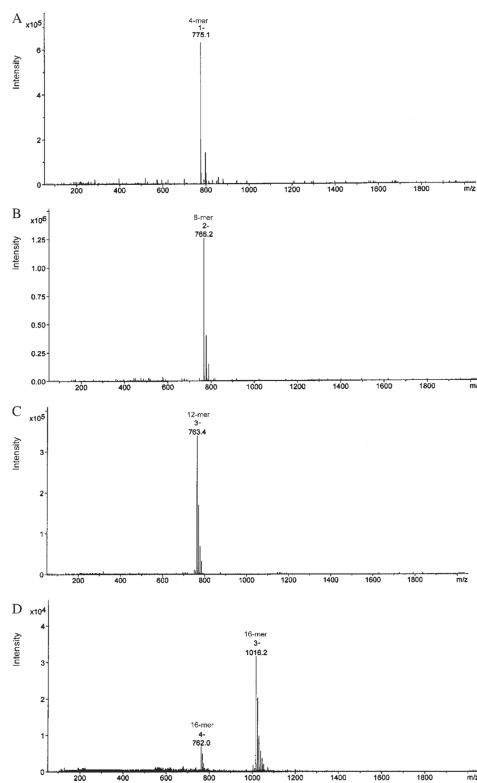 A
x10⁵
4-mer
1-
775.1
6
4
2
0
Intensity
200 400 600 800 1000 1200 1400 1600 1800 m/z
B
x10⁶
8-mer
2-
766.2
1.25
1.00
0.75
0.50
0.25
0.00
Intensity
200 400 600 800 1000 1200 1400 1600 1800 m/z
C
x10⁵
12-mer
3-
763.4
3
2
1
0
Intensity
200 400 600 800 1000 1200 1400 1600 1800 m/z
D
x10⁴
16-mer
3-
1016.2
16-mer
4-
762.0
4
3
2
1
0
Intensity
200 400 600 800 1000 1200 1400 1600 1800 m/z